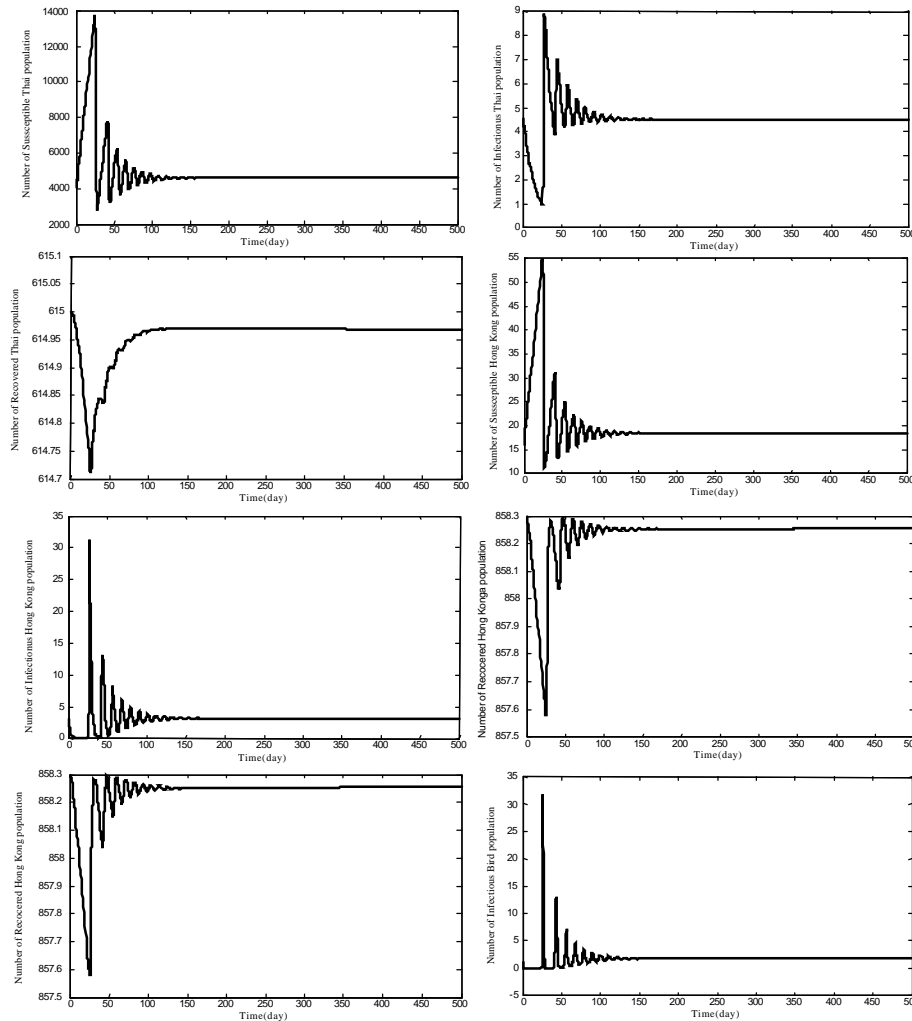 Number of Sussceptible Thai population
14000
12000
10000
8000
6000
4000
2000
0 50 100 150 200 250 300 350 400 450 500
Time(day)
Number of Infectionus Thai population
9
8
7
6
5
4
3
2
1
0
0 50 100 150 200 250 300 350 400 450 500
Time(day)
Number of Recovered Thai population
615.1
615.05
615
614.95
614.9
614.85
614.8
614.75
614.7
0 50 100 150 200 250 300 350 400 450 500
Time(day)
Number of Sussceptible Hong Kong population
55
50
45
40
35
30
25
20
15
10
0 50 100 150 200 250 300 350 400 450 500
Time(day)
Number of Infectionus Hong Kong population
35
30
25
20
15
10
5
0
0 50 100 150 200 250 300 350 400 450 500
Time(day)
Number of Recocered Hong Konga population
858.3
858.2
858.1
858
857.9
857.8
857.7
857.6
857.5
0 50 100 150 200 250 300 350 400 450 500
Time(day)
Number of Recocered Hong Kong population
858.3
858.2
858.1
858
857.9
857.8
857.7
857.6
857.5
0 50 100 150 200 250 300 350 400 450 500
Time(day)
Number of Infectious Bird population
35
30
25
20
15
10
5
0
-5
0 50 100 150 200 250 300 350 400 450 500
Time(day)